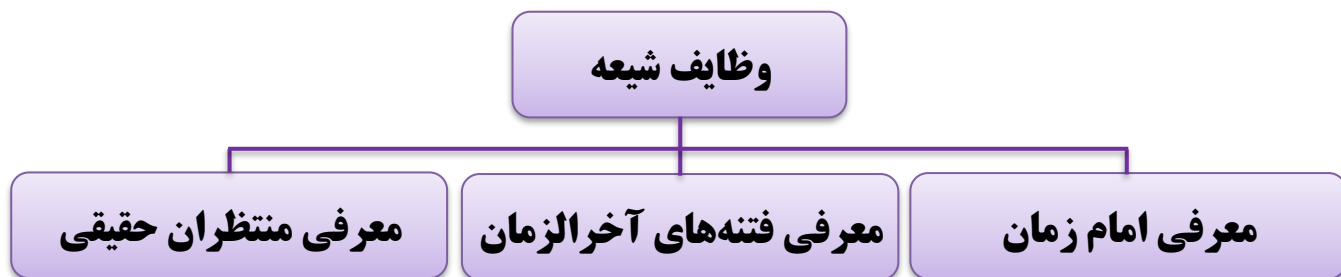 وظایف شیعه
معرفی امام زمان
معرفی فتنه‌های آخرالزمان
معرفی منتظران حقیقی